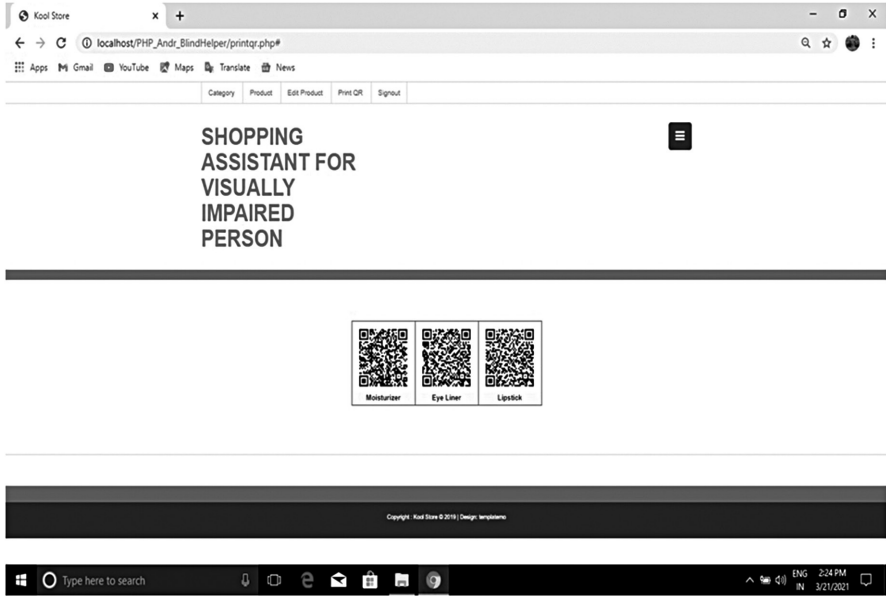 Kool Store
localhost/PHP_Andr_BlindHelper/printqr.php#
Apps Gmail YouTube Maps Translate News
Category Product Edit Product Print QR Signout
SHOPPING
ASSISTANT FOR
VISUALLY
IMPAIRED
PERSON
Moisturizer Eye Liner Lipstick
Copyright : Kool Store © 2019 | Design: templatemo
Type here to search
ENG 2:24 PM
IN 3/21/2021